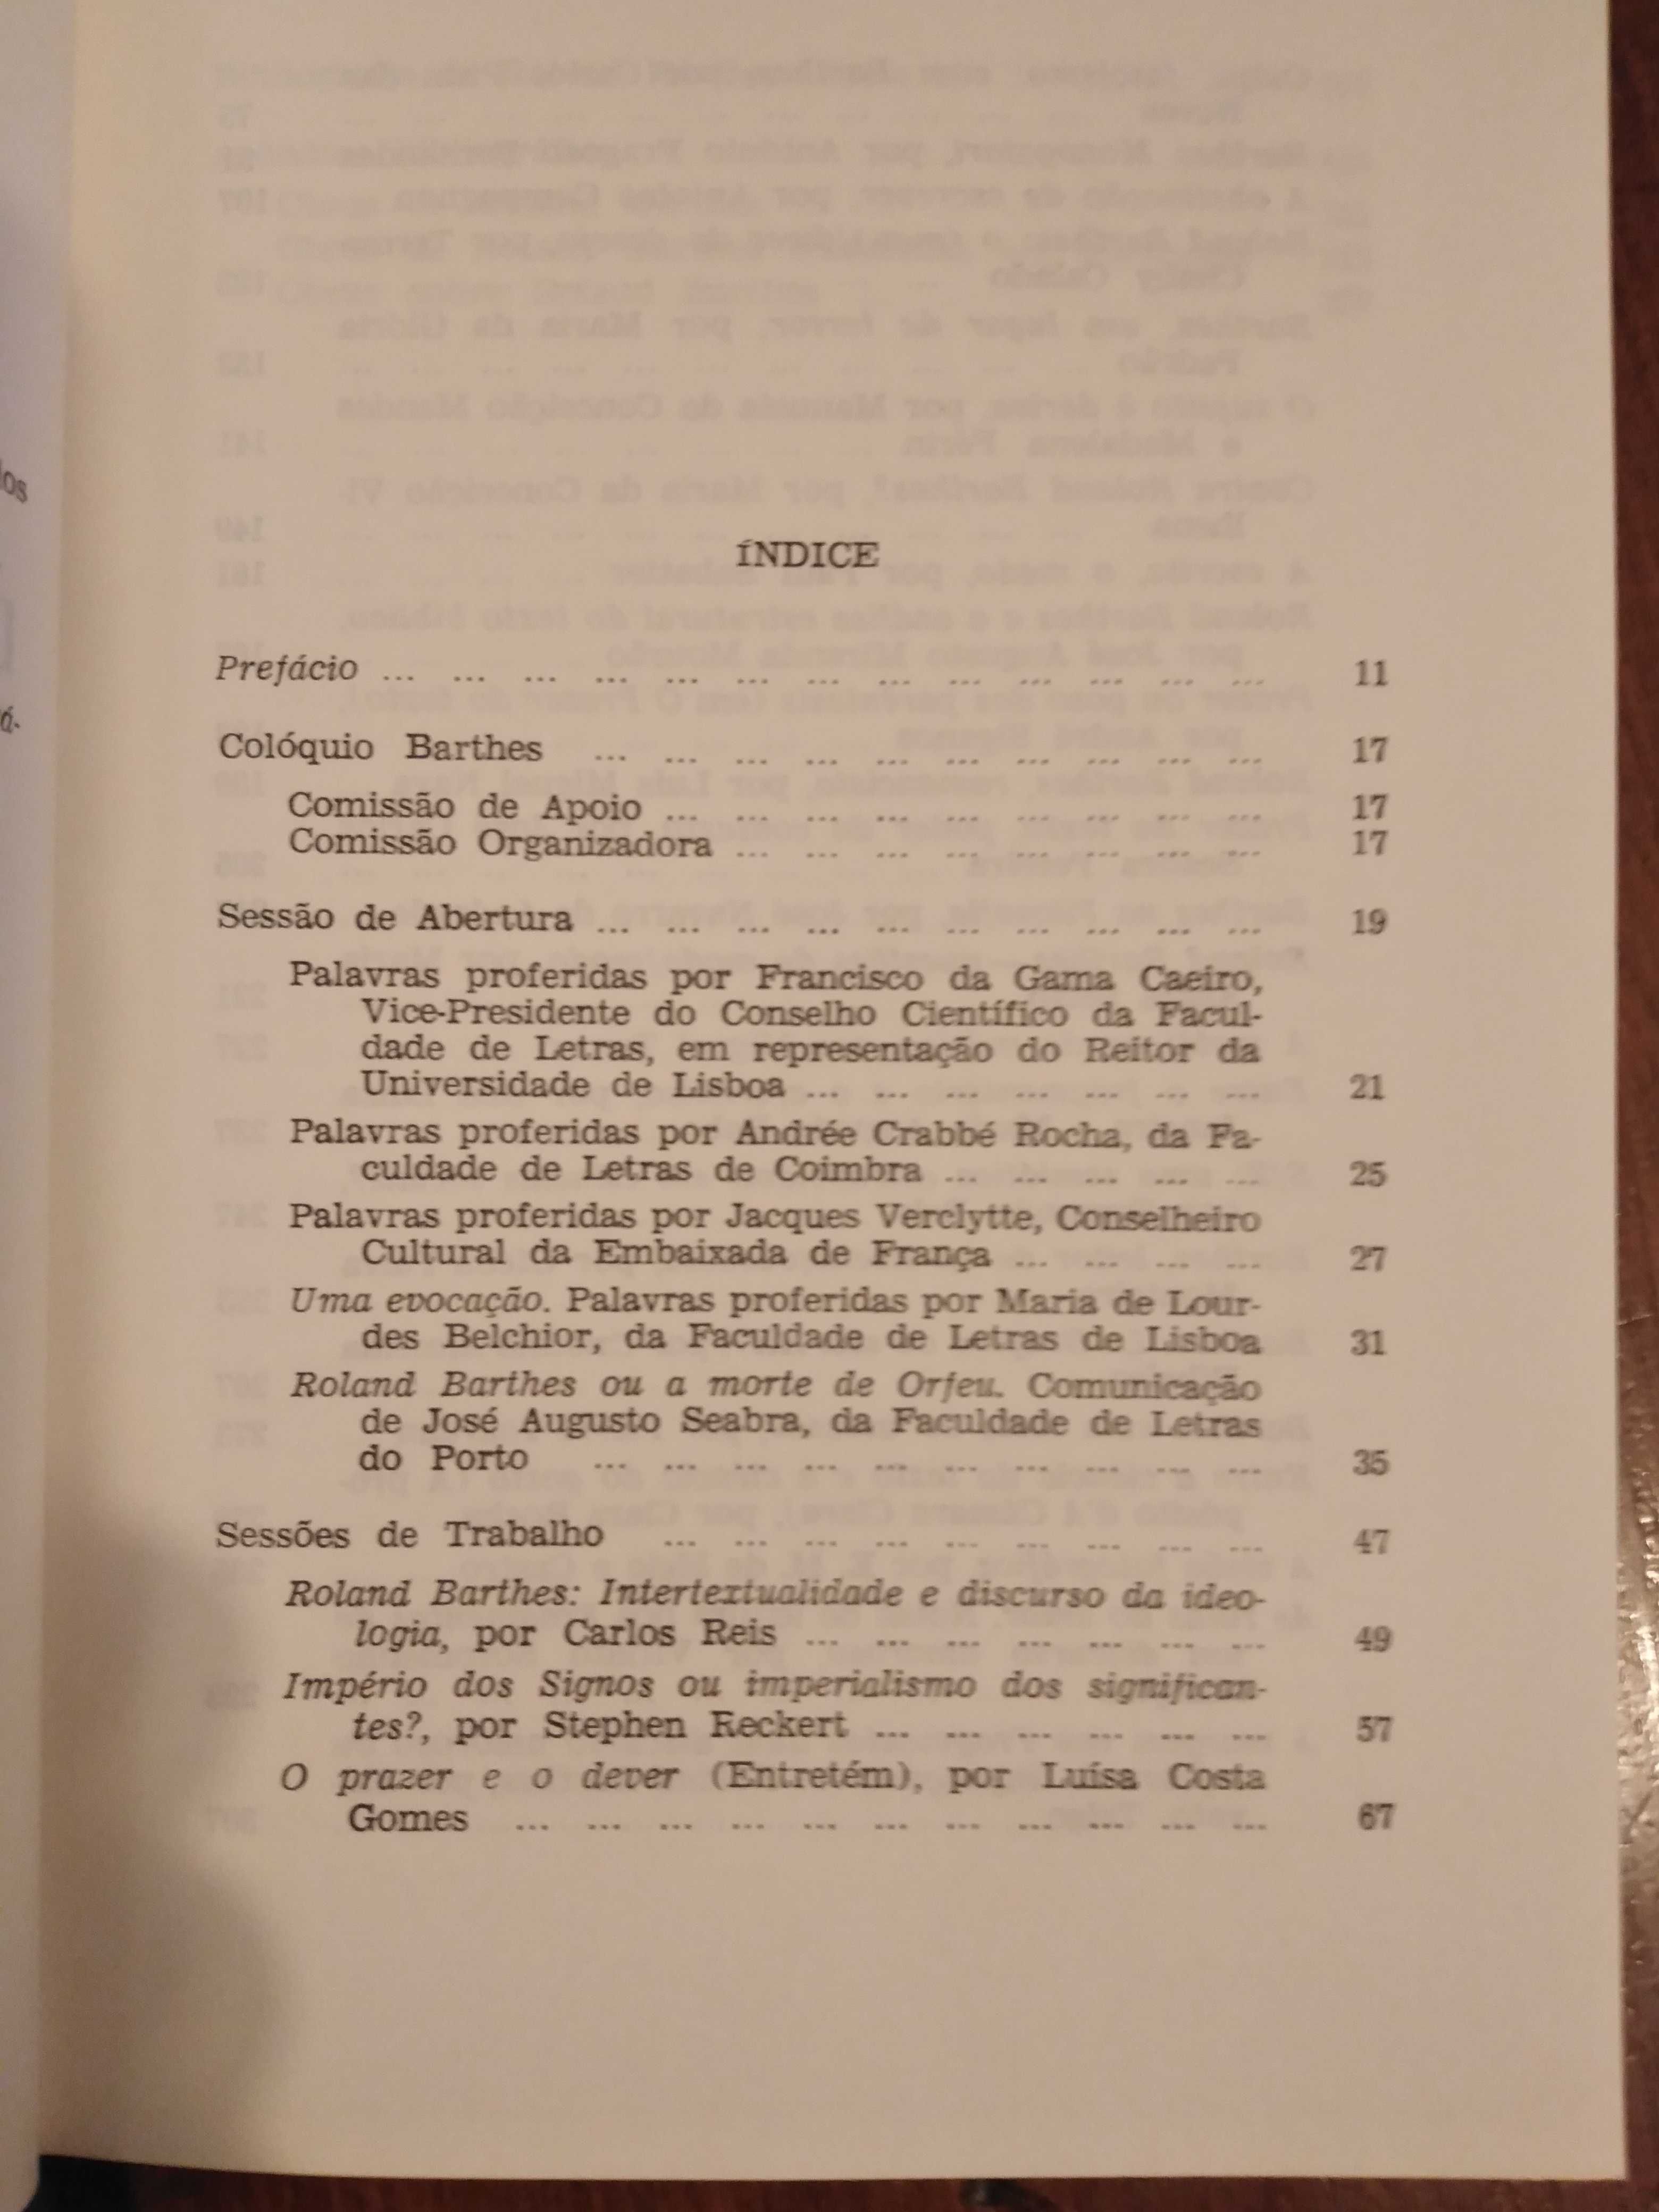 ÍNDICE
Prefácio ... ... ... ... ... ... ... ... ... ... ... ... ... 11
Colóquio Barthes ... ... ... ... ... ... ... ... ... ... 17
Comissão de Apoio ... ... ... ... ... ... ... ... ... 17
Comissão Organizadora ... ... ... ... ... ... ... ... 17
Sessão de Abertura ... ... ... ... ... ... ... ... ... ... 19
Palavras proferidas por Francisco da Gama Caeiro,
Vice-Presidente do Conselho Científico da Facul-
dade de Letras, em representação do Reitor da
Universidade de Lisboa ... ... ... ... ... ... ... 21
Palavras proferidas por Andrée Crabbé Rocha, da Fa-
culdade de Letras de Coimbra ... ... ... ... ... 25
Palavras proferidas por Jacques Verclytte, Conselheiro
Cultural da Embaixada de França ... ... ... ... 27
Uma evocação. Palavras proferidas por Maria de Lour-
des Belchior, da Faculdade de Letras de Lisboa 31
Roland Barthes ou a morte de Orfeu. Comunicação
de José Augusto Seabra, da Faculdade de Letras
do Porto ... ... ... ... ... ... ... ... ... ... 35
Sessões de Trabalho ... ... ... ... ... ... ... ... ... 47
Roland Barthes: Intertextualidade e discurso da ideo-
logia, por Carlos Reis ... ... ... ... ... ... ... 49
Império dos Signos ou imperialismo dos significan-
tes?, por Stephen Reckert ... ... ... ... ... ... 57
O prazer e o dever (Entretém), por Luísa Costa
Gomes ... ... ... ... ... ... ... ... ... ... ... 67